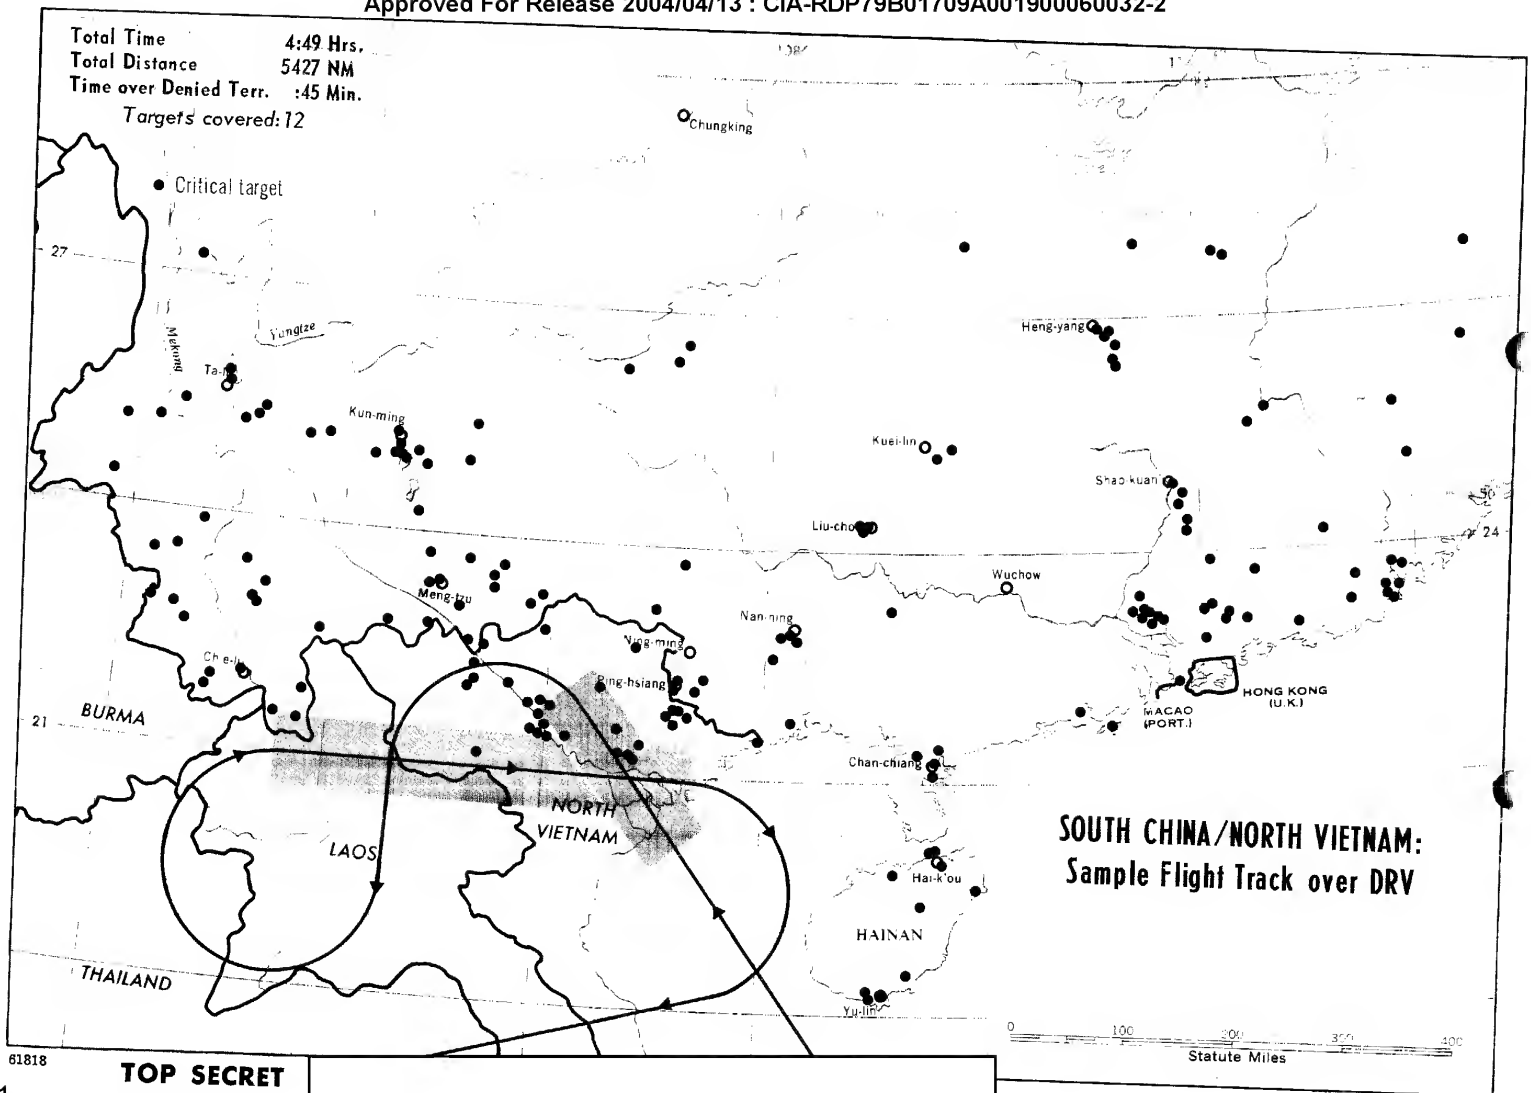 Approved For Release 2004/04/13 : CIA-RDP79B01709A001900060032-2
Total Time 4:49 Hrs.
Total Distance 5427 NM
Time over Denied Terr. :45 Min.
Targets covered: 12
Critical target
108
Chungking
27
Yangtze
Mekong
Heng-yang
Kun-ming
Kuei-lin
Shao-kuan
Liu-cho
24
Wuchow
Meng-tzu
Nan-ning
Ning-ming
Ping-hsiang
HONG KONG
(U.K.)
MACAO
(PORT.)
BURMA
21
Chan-chiang
NORTH
VIETNAM
LAOS
SOUTH CHINA/NORTH VIETNAM:
Sample Flight Track over DRV
Hai-k'ou
HAINAN
THAILAND
Yu-lin
0 100 200 300 400
Statute Miles
61818
TOP SECRET